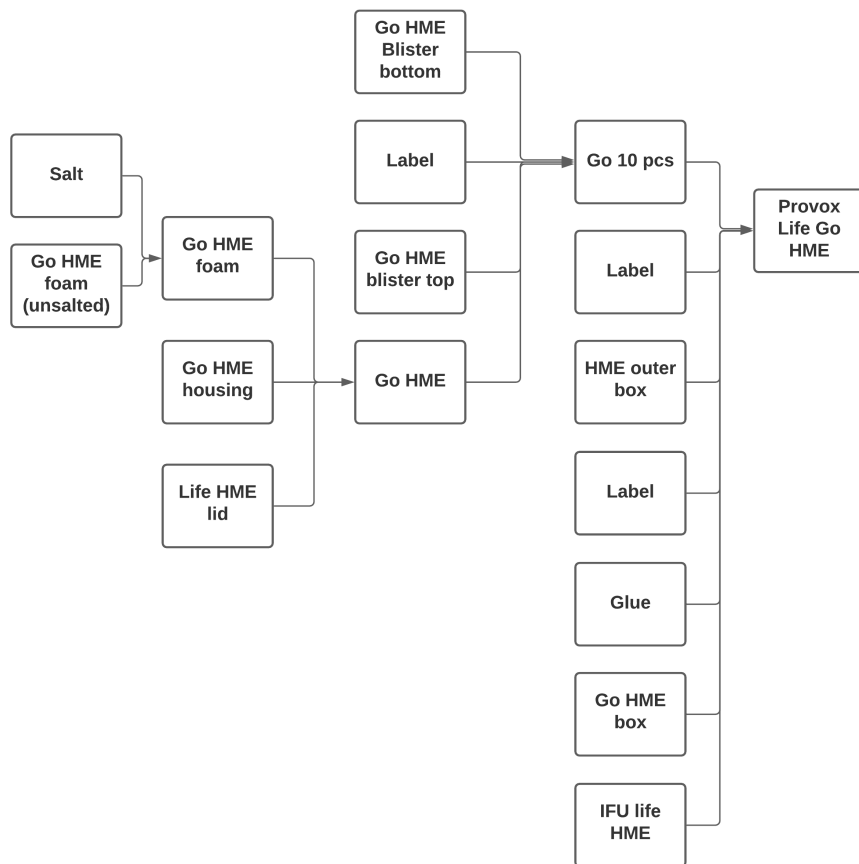 Go HME
Blister
bottom
Salt
Label
Go 10 pcs
Provox
Life Go
HME
Go HME
foam
(unsalted)
Go HME
foam
Go HME
blister top
Label
Go HME
housing
Go HME
HME outer
box
Life HME
lid
Label
Glue
Go HME
box
IFU life
HME